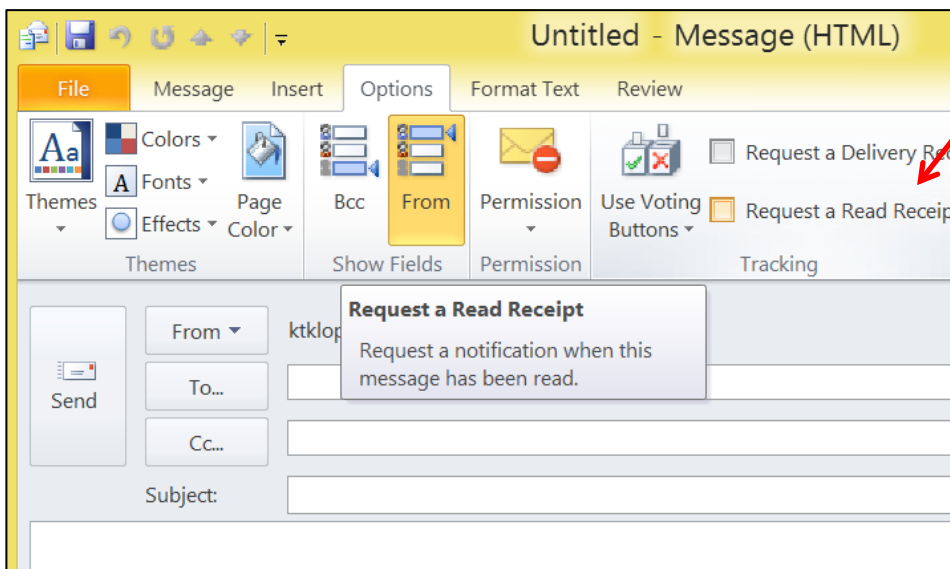 Untitled - Message (HTML)
File Message Insert Options Format Text Review
Aa Colors
A Fonts
Effects
Themes
Page
Color
Themes
Bcc From
Show Fields
Permission
Permission
Use Voting
Buttons
Request a Delivery
Request a Read
Tracking
Request a Read Receipt
Request a notification when this
message has been read.
Send
From
To...
Cc...
Subject: